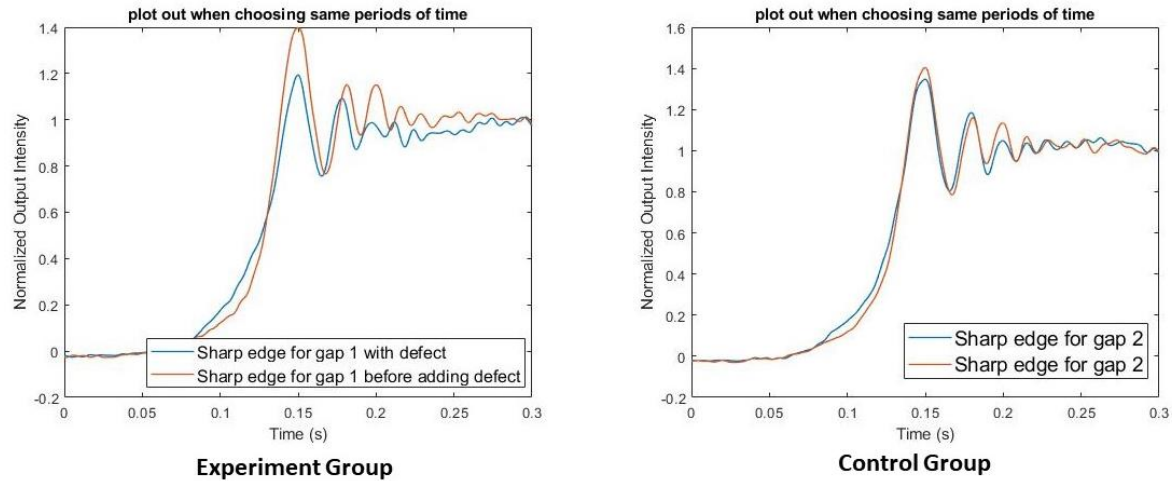 plot out when choosing same periods of time
1.4
1.2
1
0.8
0.6
0.4
0.2
0
-0.2
Normalized Output Intensity
Sharp edge for gap 1 with defect
Sharp edge for gap 1 before adding defect
0 0.05 0.1 0.15 0.2 0.25 0.3
Time (s)
Experiment Group
plot out when choosing same periods of time
1.6
1.4
1.2
1
0.8
0.6
0.4
0.2
0
-0.2
Normalized Output Intensity
Sharp edge for gap 2
Sharp edge for gap 2
0 0.05 0.1 0.15 0.2 0.25 0.3
Time (s)
Control Group